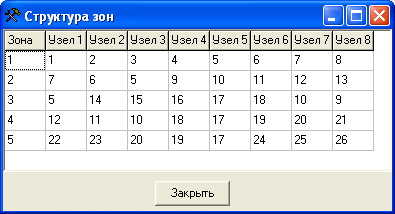 Структура зон
Зона Узел 1 Узел 2 Узел 3 Узел 4 Узел 5 Узел 6 Узел 7 Узел 8
1 1 2 3 4 5 6 7 8
2 7 6 5 9 10 11 12 13
3 5 14 15 16 17 18 10 9
4 12 11 10 18 17 19 20 21
5 22 23 20 19 17 24 25 26
Закрыть